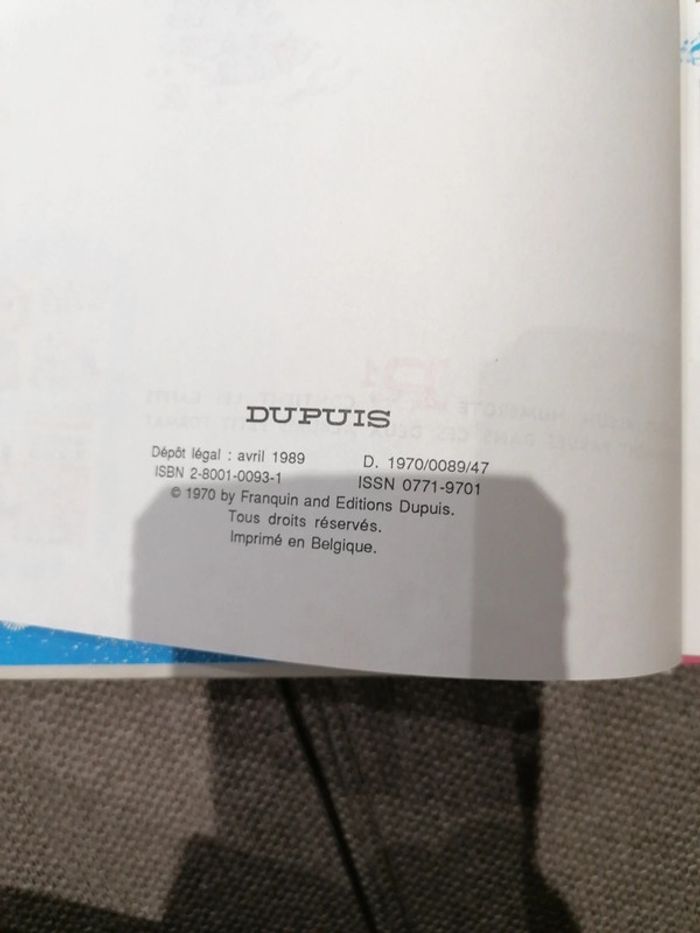 DUPUIS
Dépôt légal : avril 1989 D. 1970/0089/47
ISBN 2-8001-0093-1 ISSN 0771-9701
© 1970 by Franquin and Editions Dupuis.
Tous droits réservés.
Imprimé en Belgique.